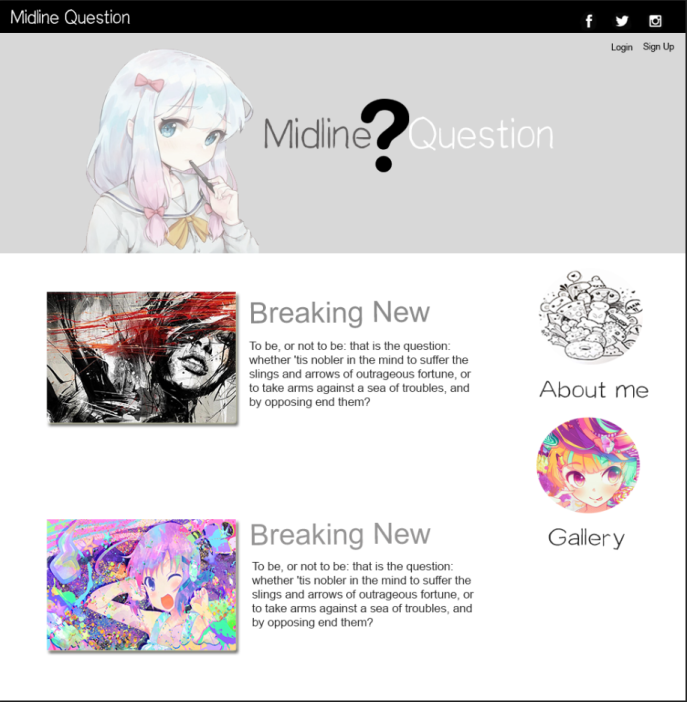 Midline Question
Login Sign Up
Midline?Question
Breaking New
To be, or not to be: that is the question:
whether 'tis nobler in the mind to suffer the
slings and arrows of outrageous fortune, or
to take arms against a sea of troubles, and
by opposing end them?
About me
Gallery
Breaking New
To be, or not to be: that is the question:
whether 'tis nobler in the mind to suffer the
slings and arrows of outrageous fortune, or
to take arms against a sea of troubles, and
by opposing end them?